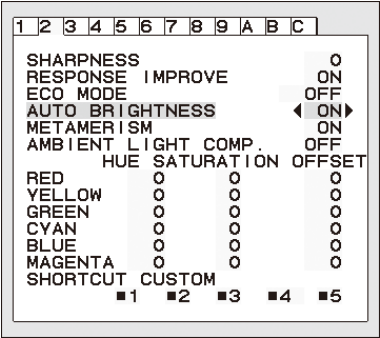 1 2 3 4 5 6 7 8 9 A B C
SHARPNESS 0
RESPONSE IMPROVE ON
ECO MODE OFF
AUTO BRIGHTNESS ◀ ON▶
METAMERISM ON
AMBIENT LIGHT COMP. OFF
HUE SATURATION OFFSET
RED 0 0 0
YELLOW 0 0 0
GREEN 0 0 0
CYAN 0 0 0
BLUE 0 0 0
MAGENTA 0 0 0
SHORTCUT CUSTOM
■1 ■2 ■3 ■4 ■5